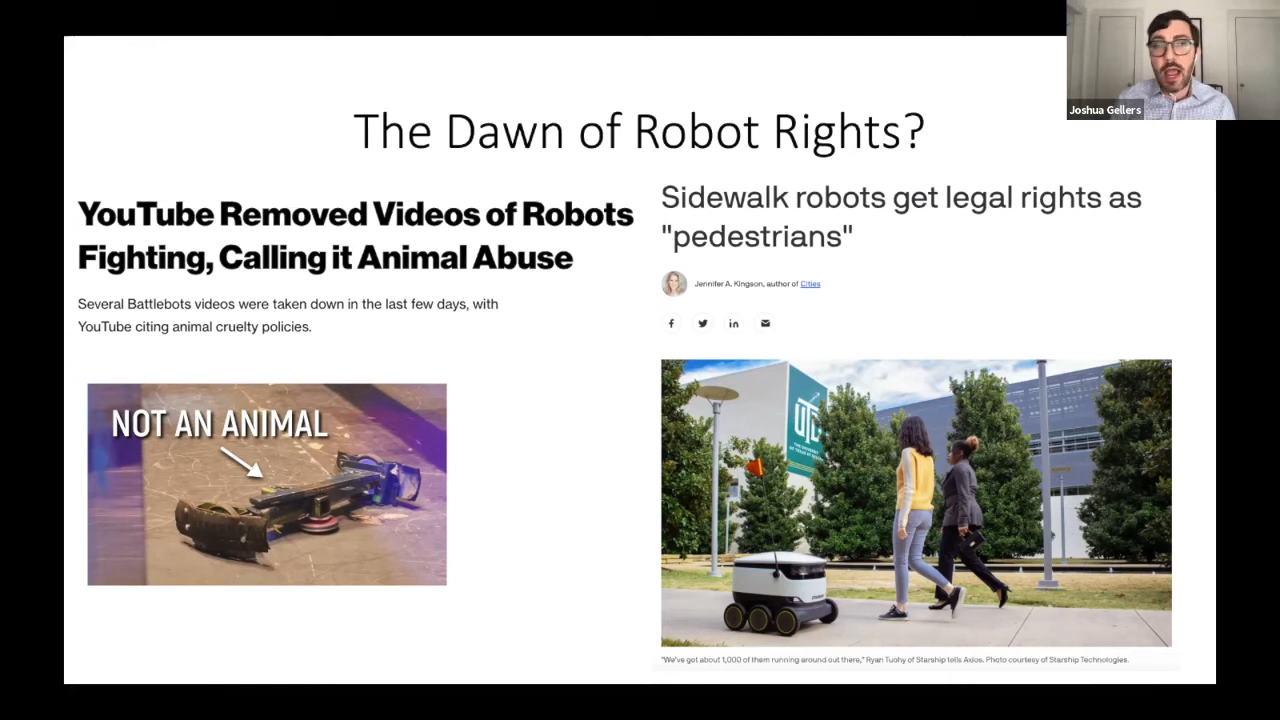 Joshua Gellers
The Dawn of Robot Rights?
YouTube Removed Videos of Robots
Fighting, Calling it Animal Abuse
Several Battlebots videos were taken down in the last few days, with
YouTube citing animal cruelty policies.
NOT AN ANIMAL
Sidewalk robots get legal rights as
"pedestrians"
Jennifer A. Kingson, author of Cities
UTD
"We've got about 1,000 of them running around out there," Ryan Tuohy of Starship tells Axios. Photo courtesy of Starship Technologies.